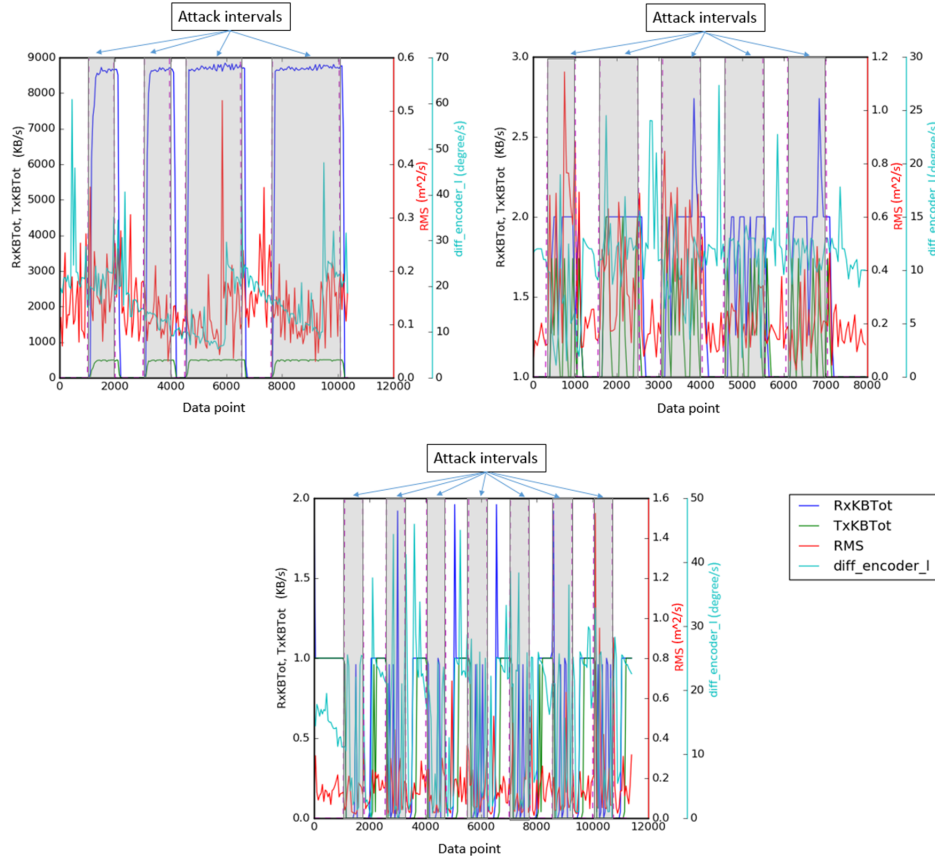 Attack intervals
9000
8000
7000
6000
5000
4000
3000
2000
1000
0
RxKBTot, TxKBTot (KB/s)
0.6
0.5
0.4
0.3
0.2
0.1
0.0
RMS (m^2/s)
70
60
50
40
30
20
10
0
diff_encoder_l (degree/s)
0 2000 4000 6000 8000 10000 12000
Data point
Attack intervals
3.0
2.5
2.0
1.5
1.0
RxKBTot, TxKBTot (KB/s)
1.2
1.0
0.8
0.6
0.4
0.2
0.0
RMS (m^2/s)
30
25
20
15
10
5
0
diff_encoder_l (degree/s)
0 1000 2000 3000 4000 5000 6000 7000 8000
Data point
Attack intervals
2.0
1.5
1.0
0.5
0.0
RxKBTot, TxKBTot (KB/s)
1.6
1.4
1.2
1.0
0.8
0.6
0.4
0.2
0.0
RMS (m^2/s)
50
40
30
20
10
0
diff_encoder_l (degree/s)
0 2000 4000 6000 8000 10000 12000
Data point
RxKBTot
TxKBTot
RMS
diff_encoder_l